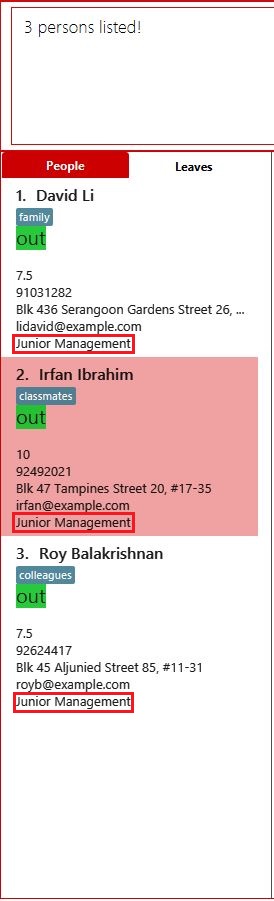 3 persons listed!
People
Leaves
1. David Li
family
out
7.5
91031282
Blk 436 Serangoon Gardens Street 26, ...
lidavid@example.com
Junior Management
2. Irfan Ibrahim
classmates
out
10
92492021
Blk 47 Tampines Street 20, #17-35
irfan@example.com
Junior Management
3. Roy Balakrishnan
colleagues
out
7.5
92624417
Blk 45 Aljunied Street 85, #11-31
royb@example.com
Junior Management